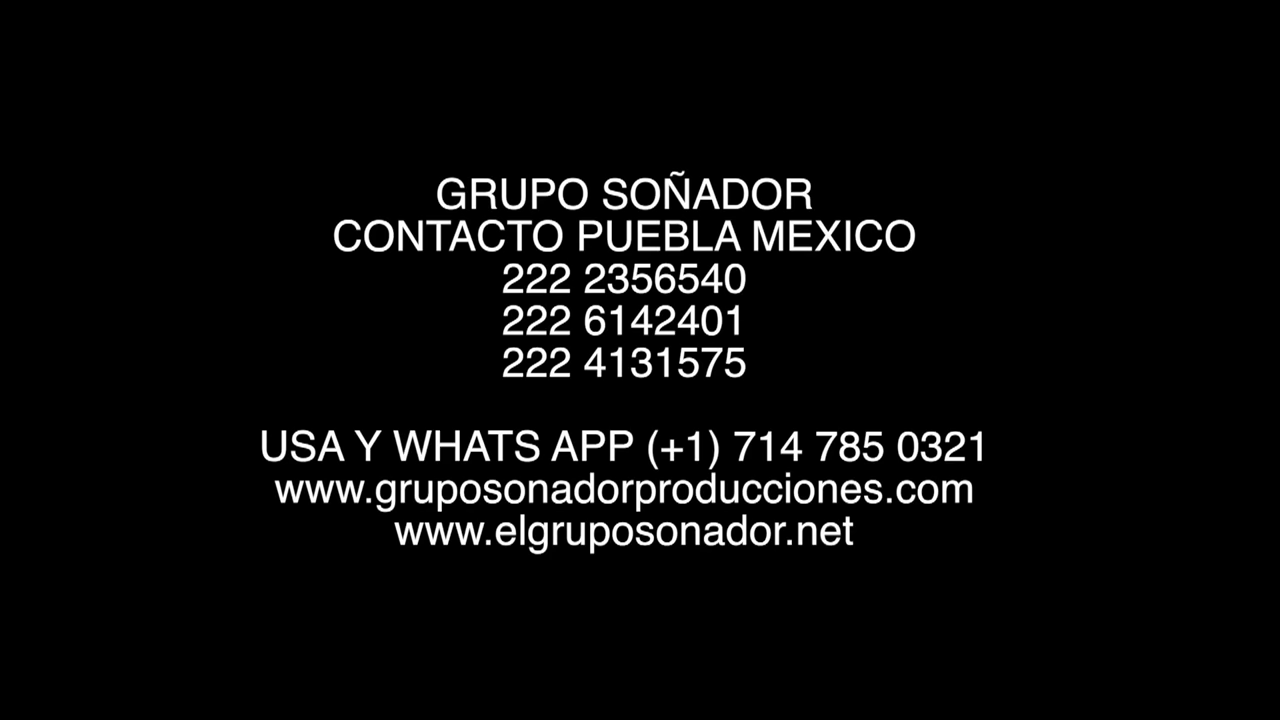 GRUPO SOÑADOR
CONTACTO PUEBLA MEXICO
222 2356540
222 6142401
222 4131575
USA Y WHATS APP (+1) 714 785 0321
www.gruposonadorproducciones.com
www.elgruposonador.net